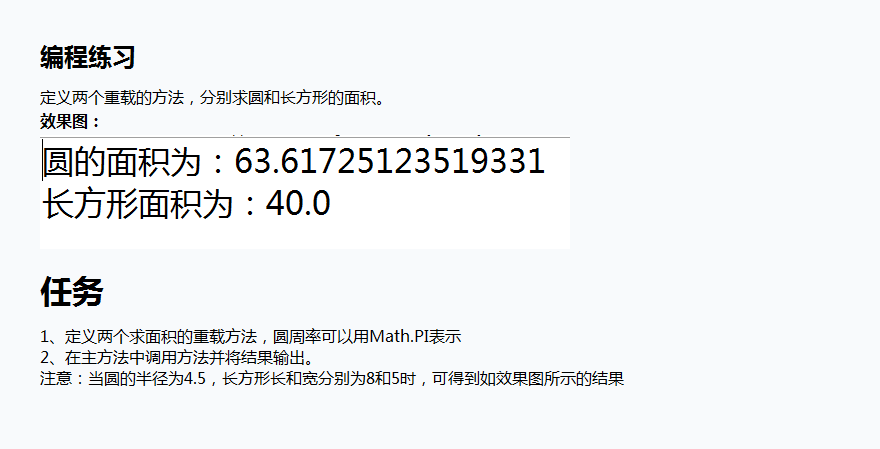 编程练习
定义两个重载的方法，分别求圆和长方形的面积。
效果图：
圆的面积为：63.61725123519331
长方形面积为：40.0
任务
1、定义两个求面积的重载方法，圆周率可以用Math.PI表示
2、在主方法中调用方法并将结果输出。
注意：当圆的半径为4.5，长方形长和宽分别为8和5时，可得到如效果图所示的结果